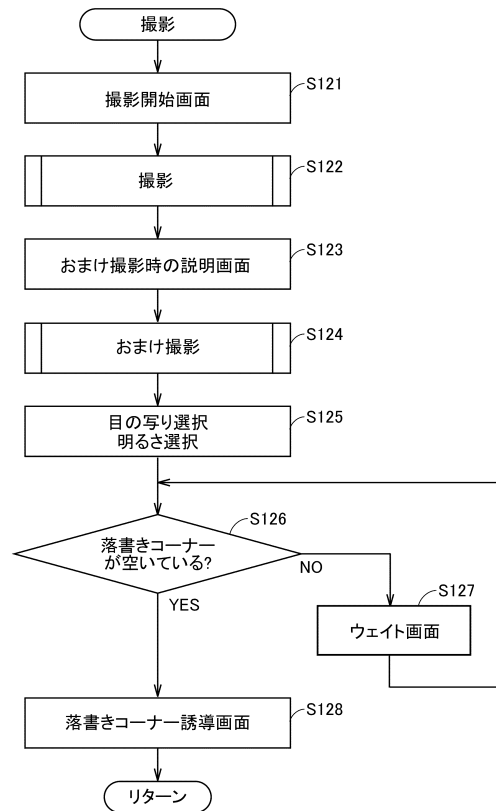 撮影
撮影開始画面
S121
撮影
S122
おまけ撮影時の説明画面
S123
おまけ撮影
S124
目の写り選択
明るさ選択
S125
落書きコーナー
が空いている?
S126
NO
YES
ウェイト画面
S127
落書きコーナー誘導画面
S128
リターン